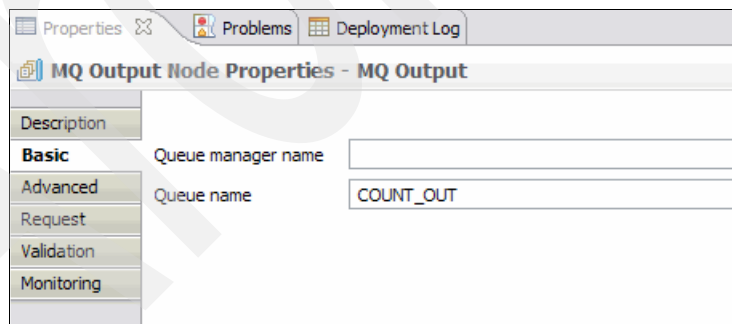 Properties Problems Deployment Log
MQ Output Node Properties - MQ Output
Description
Basic
Queue manager name
Advanced
Queue name COUNT_OUT
Request
Validation
Monitoring